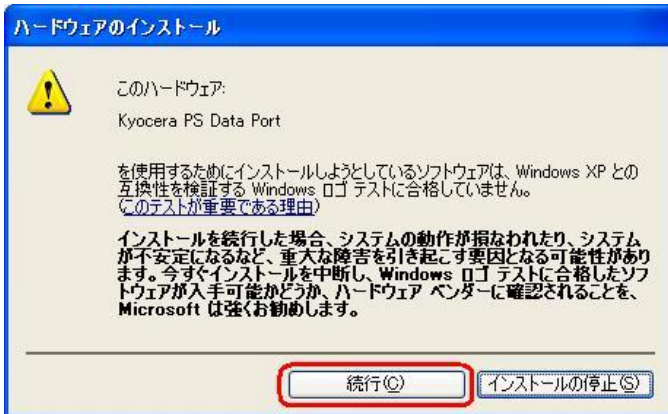 ハードウェアのインストール
このハードウェア:
Kyocera PS Data Port
を使用するためにインストールしようとしているソフトウェアは、Windows XP との
互換性を検証する Windows ロゴ テストに合格していません。
(このテストが重要である理由)
インストールを続行した場合、システムの動作が損なわれたり、システム
が不安定になるなど、重大な障害を引き起こす要因となる可能性があり
ます。今すぐインストールを中断し、Windows ロゴ テストに合格したソフ
トウェアが入手可能かどうか、ハードウェア ベンダーに確認されることを、
Microsoft は強くお勧めします。
続行(C)
インストールの停止(S)